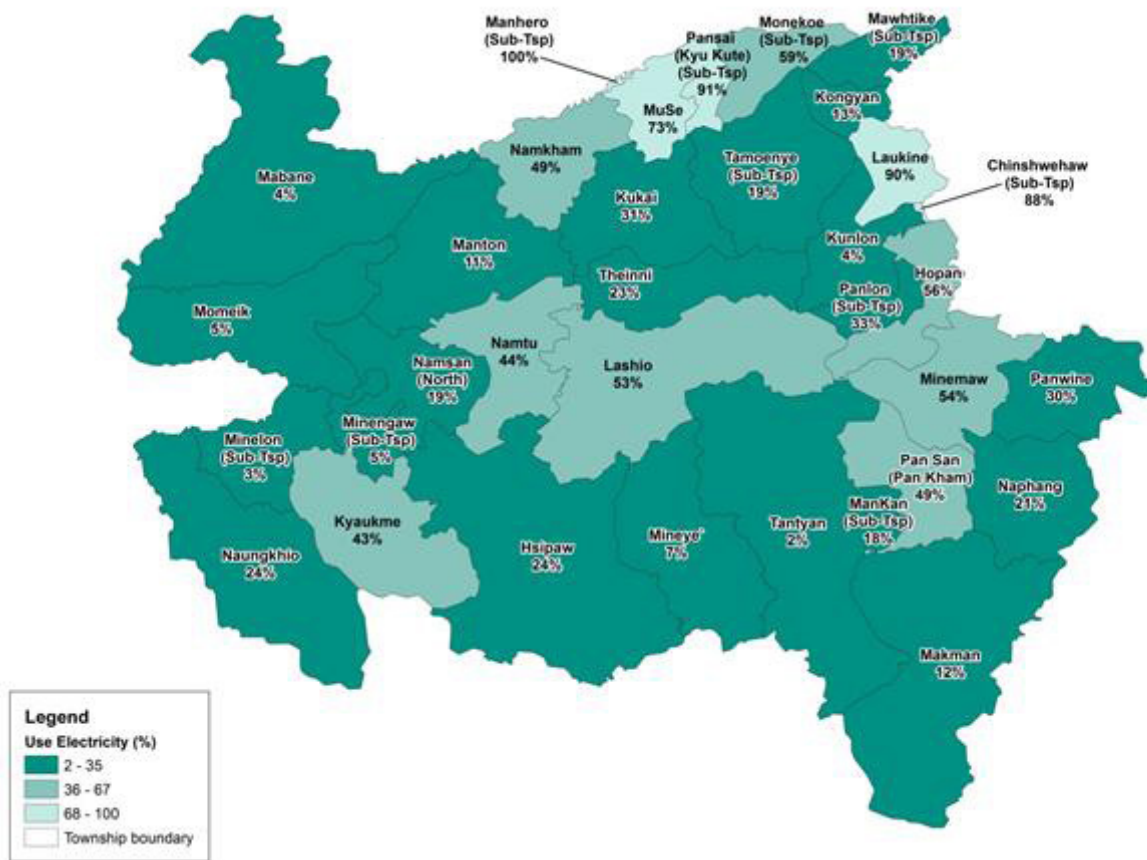 Manhero
(Sub-Tsp)
100%
Pansai
(Kyu Kute)
(Sub-Tsp)
91%
Monekoe
(Sub-Tsp)
59%
Mawhtike
(Sub-Tsp)
19%
MuSe
73%
Kongyan
13%
Namkham
49%
Laukine
90%
Chinshwehaw
(Sub-Tsp)
88%
Mabane
4%
Kukai
31%
Tamoenye
(Sub-Tsp)
19%
Manton
11%
Kunlon
4%
Theinni
23%
Hopan
56%
Panlon
(Sub-Tsp)
33%
Momeik
5%
Namtu
44%
Namsan
(North)
19%
Lashio
53%
Minemaw
54%
Panwine
30%
Minengaw
(Sub-Tsp)
5%
Minelon
(Sub-Tsp)
3%
Pan San
(Pan Kham)
49%
Naphang
21%
Kyaukme
43%
ManKan
(Sub-Tsp)
18%
Naungkhio
24%
Hsipaw
24%
Mineye'
7%
Tantyan
2%
Makman
12%
Legend
Use Electricity (%)
2 - 35
36 - 67
68 - 100
Township boundary